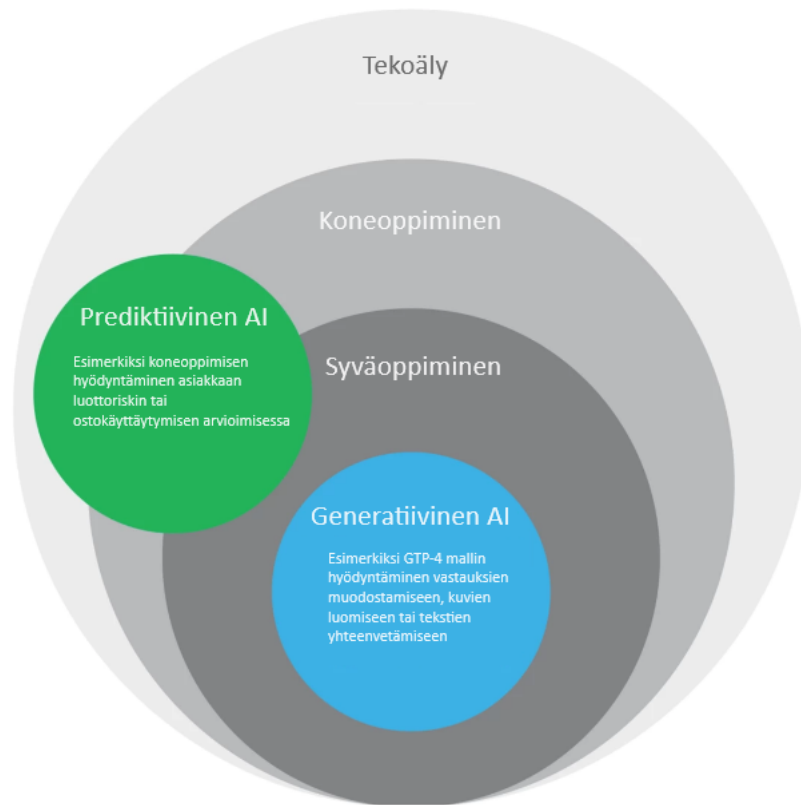 Tekoäly
Koneoppiminen
Prediktiivinen AI
Esimerkiksi koneoppimisen
hyödyntäminen asiakkaan
luottoriskin tai
ostokäyttäytymisen arvioimisessa
Syväoppiminen
Generatiivinen AI
Esimerkiksi GTP-4 mallin
hyödyntäminen vastauksien
muodostamiseen, kuvien
luomiseen tai tekstien
yhteenvetämiseen